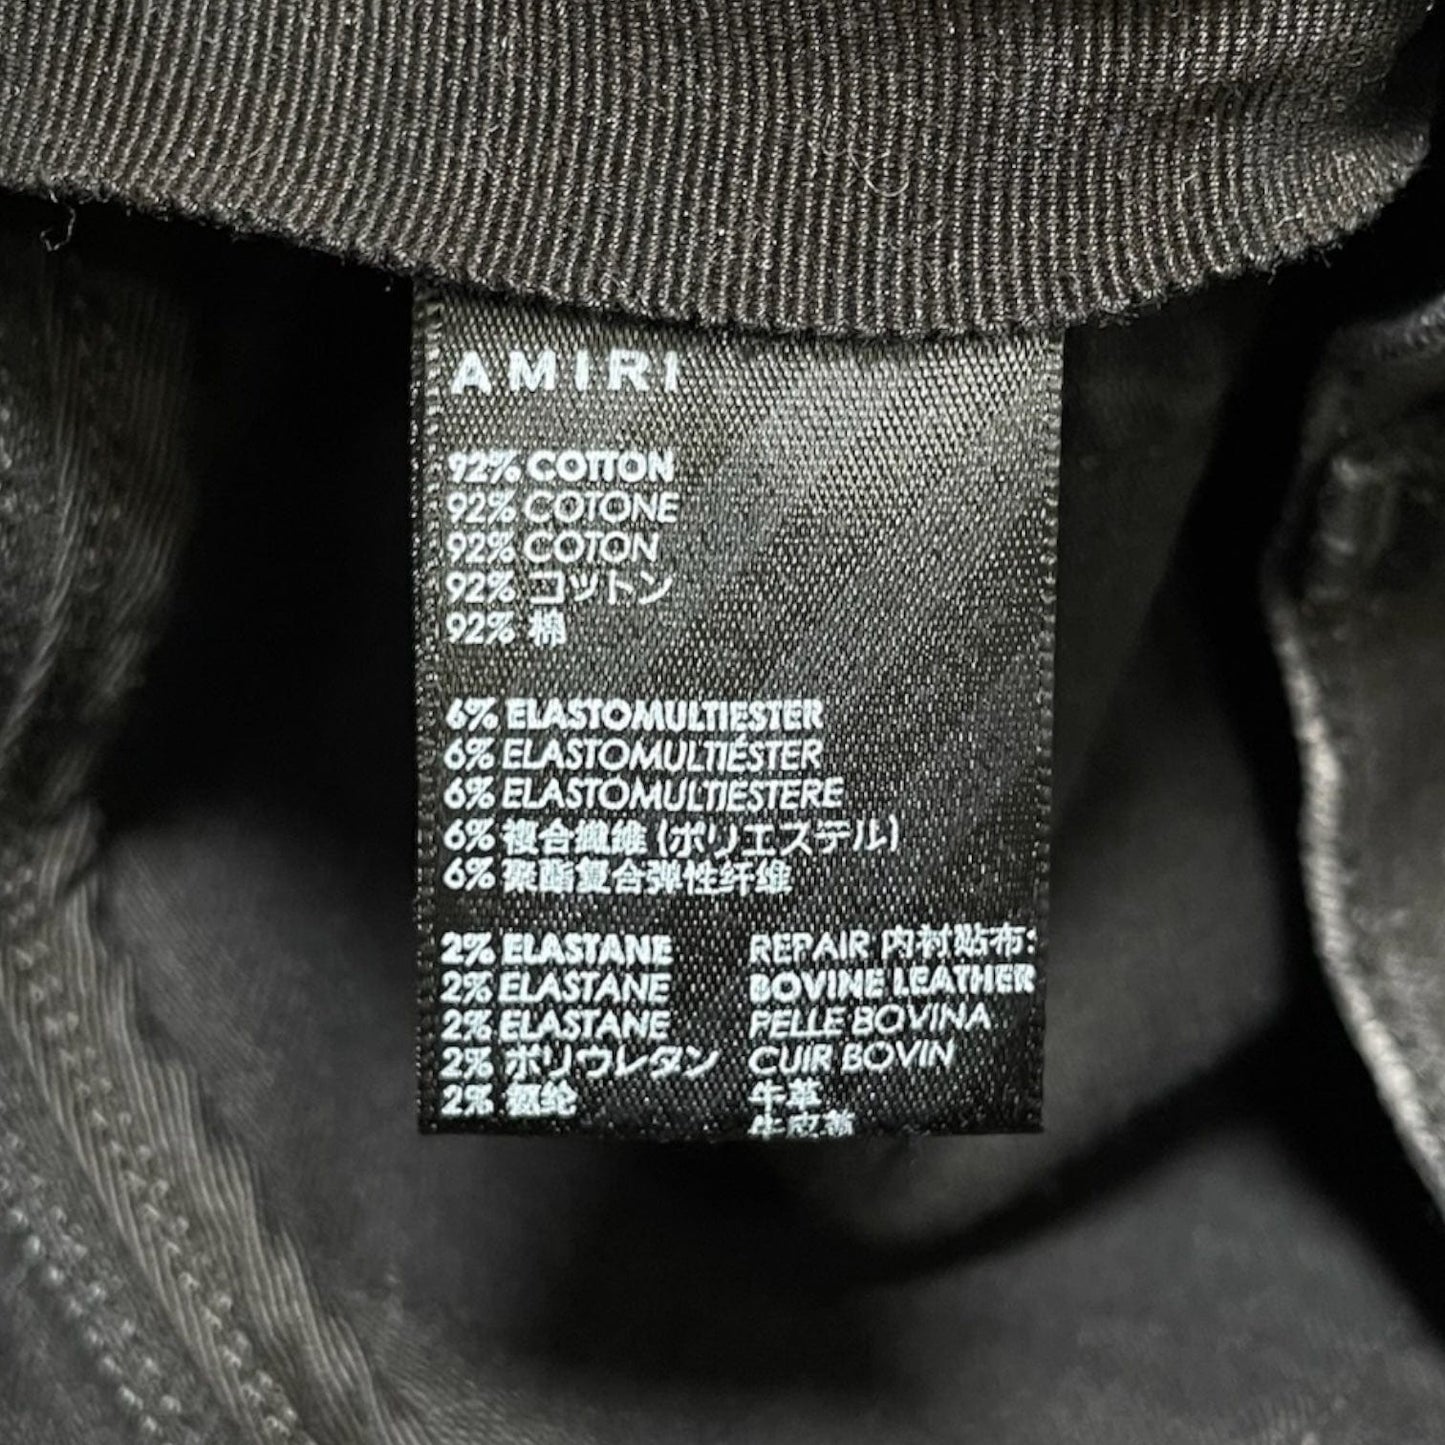 AMIRI
92% COTTON
92% COTONE
92% COTON
92% コットン
92% 棉
6% ELASTOMULTIESTER
6% ELASTOMULTIÉSTER
6% ELASTOMULTIESTERE
6% 複合繊維 (ポリエステル)
6% 聚酯复合弹性纤维
2% ELASTANE
2% ELASTANE
2% ELASTANE
2% ポリウレタン
2% 氨纶
REPAIR 内衬贴布:
BOVINE LEATHER
PELLE BOVINA
CUIR BOVIN
牛革
牛皮革